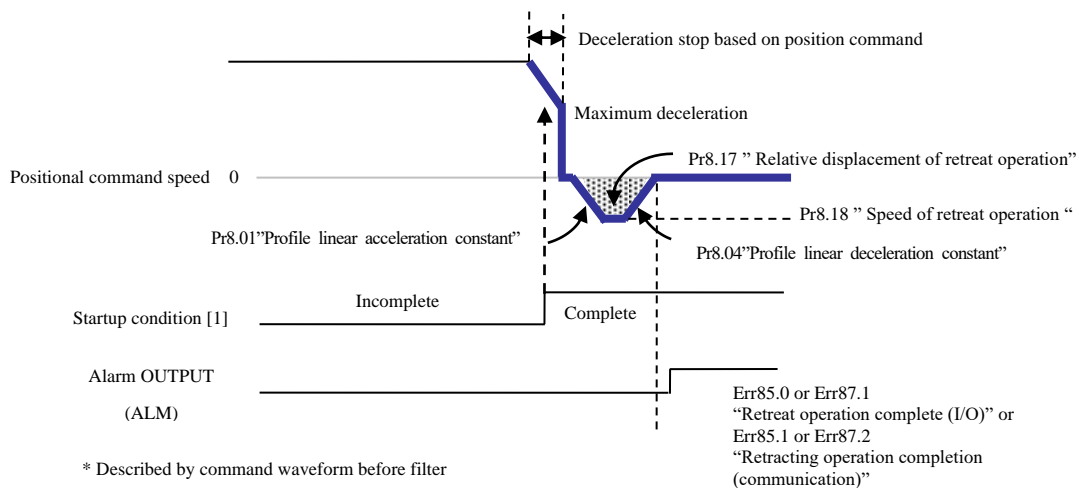 Deceleration stop based on position command
Maximum deceleration
Pr8.17 ” Relative displacement of retreat operation”
Positional command speed 0
Pr8.18 ” Speed of retreat operation “
Pr8.01”Profile linear acceleration constant”
Pr8.04”Profile linear deceleration constant”
Incomplete
Complete
Startup condition [1]
Alarm OUTPUT
(ALM)
Err85.0 or Err87.1
“Retreat operation complete (I/O)” or
Err85.1 or Err87.2
“Retracting operation completion
(communication)”
* Described by command waveform before filter